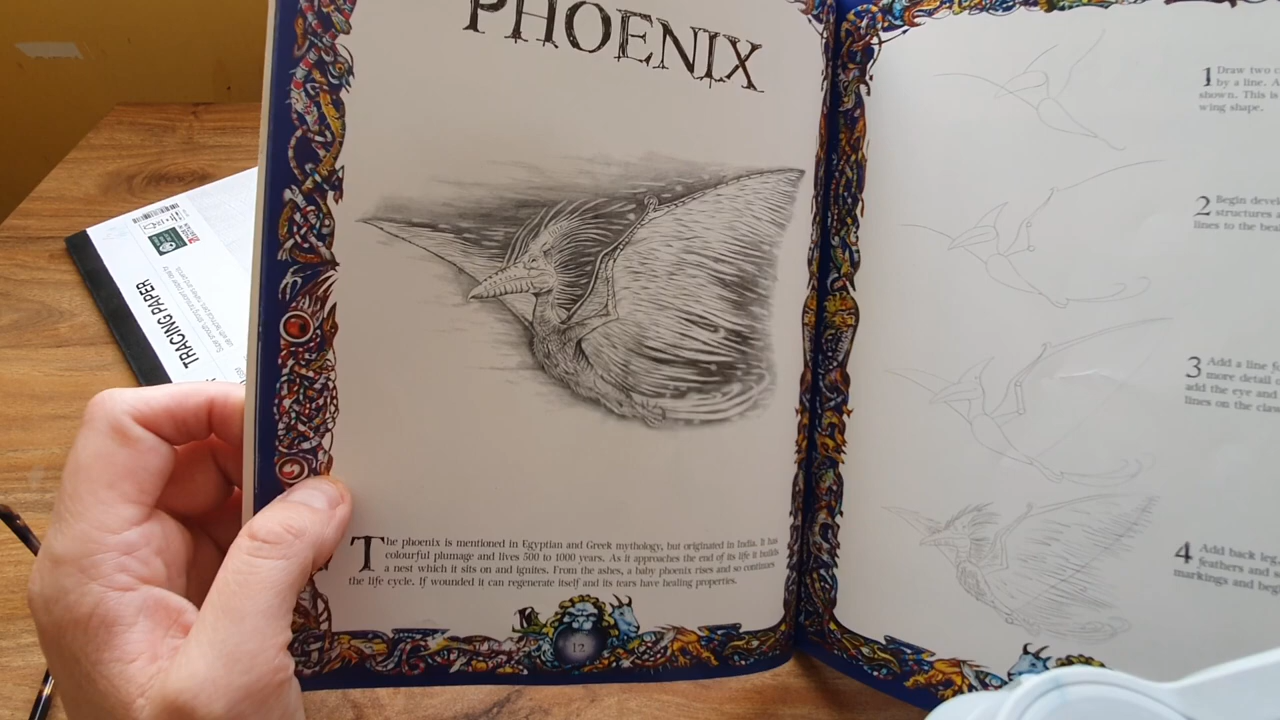 PHOENIX
The phoenix is mentioned in Egyptian and Greek mythology, but originated in India. It has
colourful plumage and lives 500 to 1000 years. As it approaches the end of its life it builds
a nest which it sits on and ignites. From the ashes, a baby phoenix rises and so continues
the life cycle. If wounded it can regenerate itself and its tears have healing properties.
12
1 Draw two
by a line. A
shown. This is
wing shape.
2 Begin devel
structures
lines to the bea
3 Add a line fo
more detail
add the eye and
lines on the cla
4 Add back leg
feathers and
markings and beg
TRACING PAPER